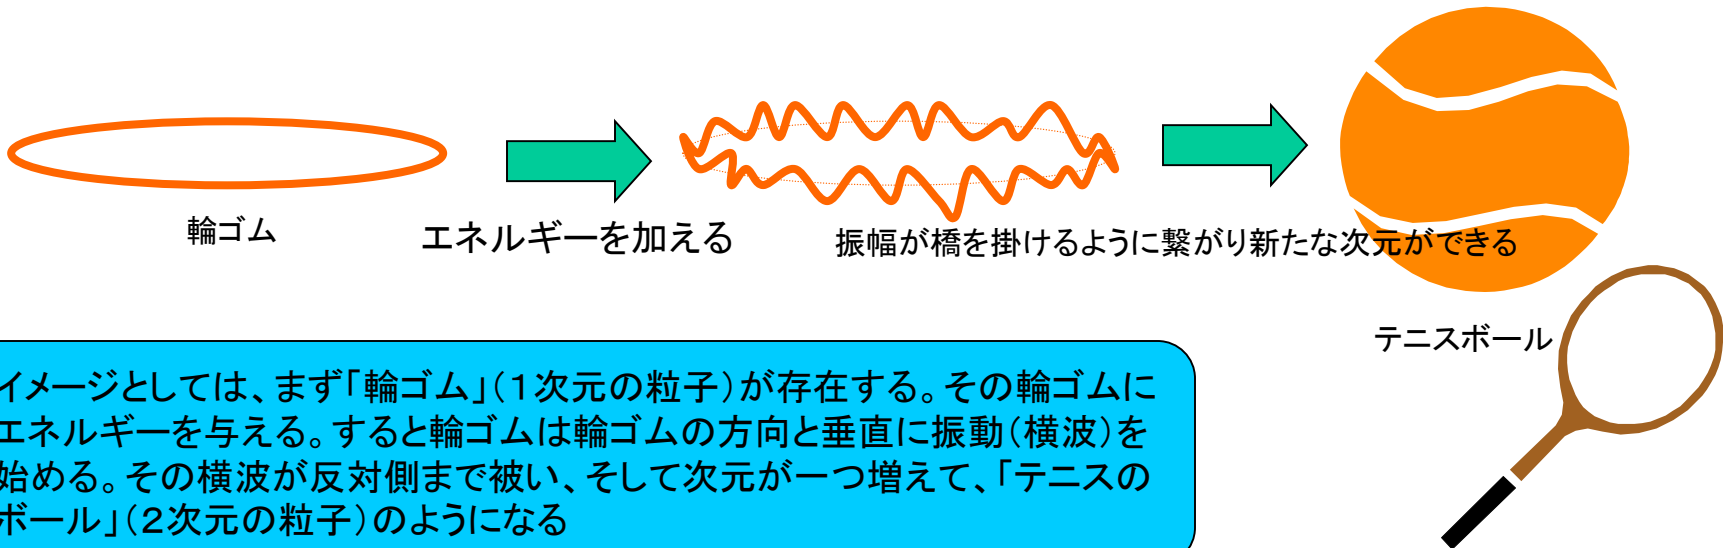 輪ゴム
エネルギーを加える
振幅が橋を掛けるように繋がり新たな次元ができる
テニスボール
イメージとしては、まず「輪ゴム」(１次元の粒子)が存在する。その輪ゴムに
エネルギーを与える。すると輪ゴムは輪ゴムの方向と垂直に振動(横波)を
始める。その横波が反対側まで被い、そして次元が一つ増えて、「テニスの
ボール」(２次元の粒子)のようになる